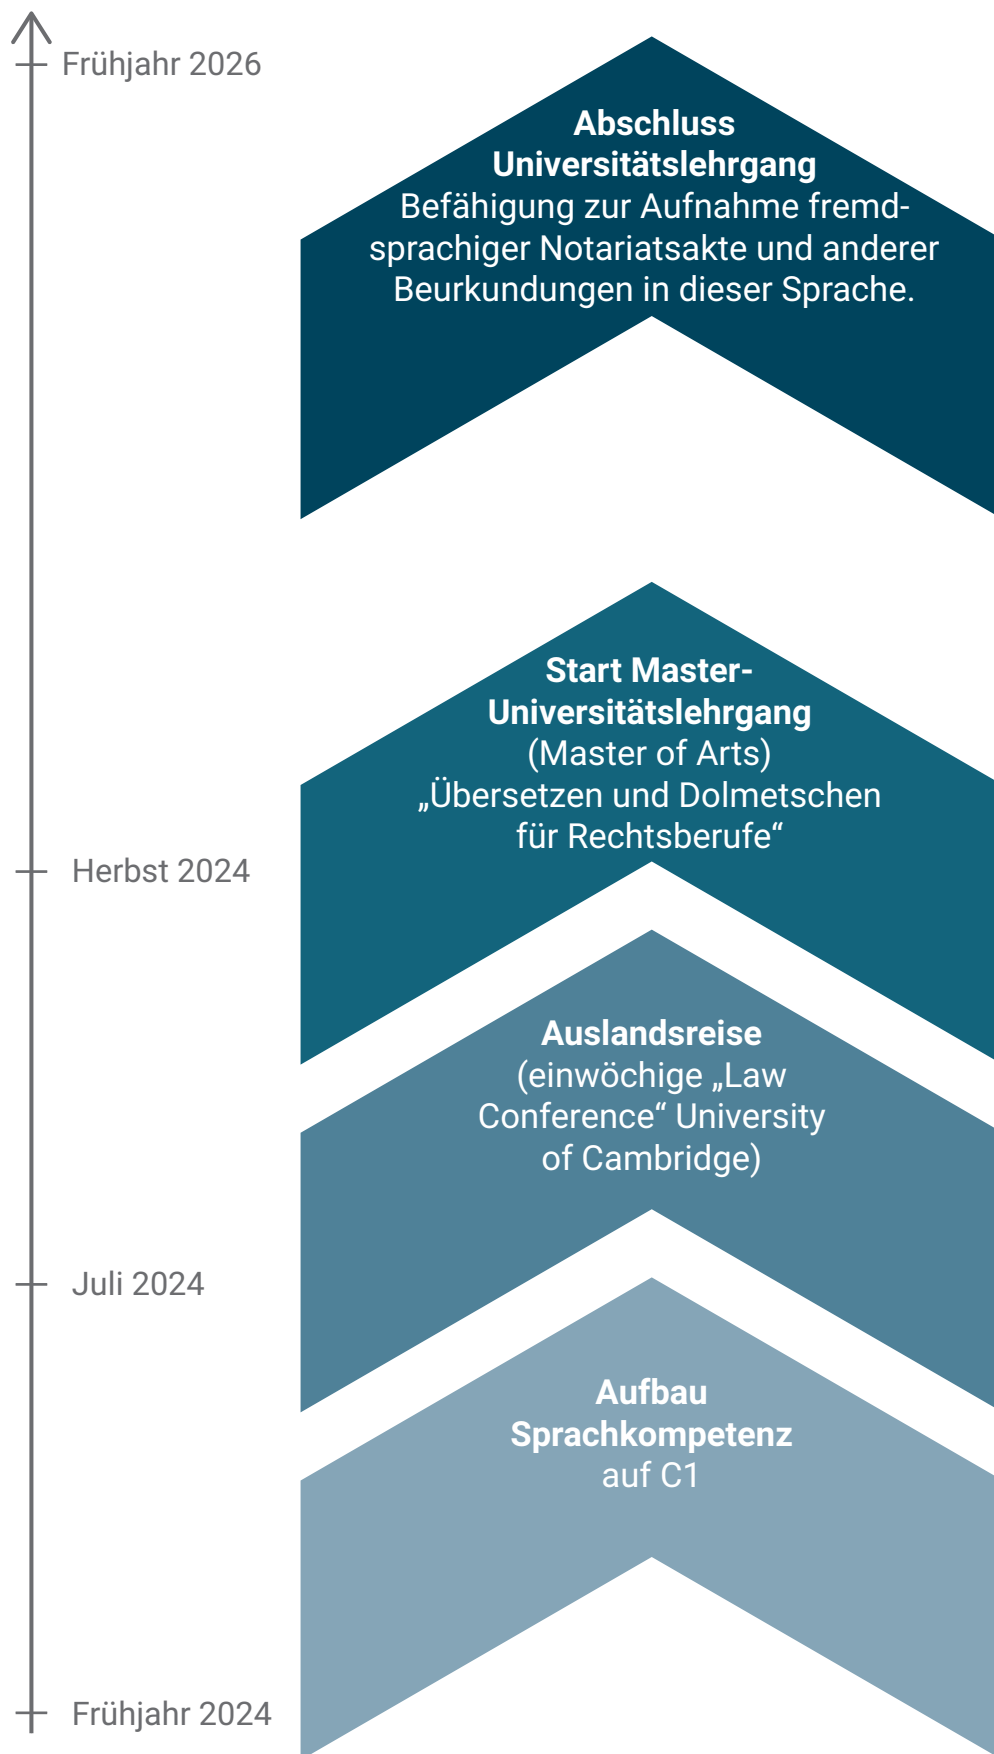 Frühjahr 2026
Abschluss
Universitätslehrgang
Befähigung zur Aufnahme fremd-
sprachiger Notariatsakte und anderer
Beurkundungen in dieser Sprache.
Start Master-
Universitätslehrgang
(Master of Arts)
„Übersetzen und Dolmetschen
für Rechtsberufe“
Herbst 2024
Auslandsreise
(einwöchige „Law
Conference“ University
of Cambridge)
Juli 2024
Aufbau
Sprachkompetenz
auf C1
Frühjahr 2024